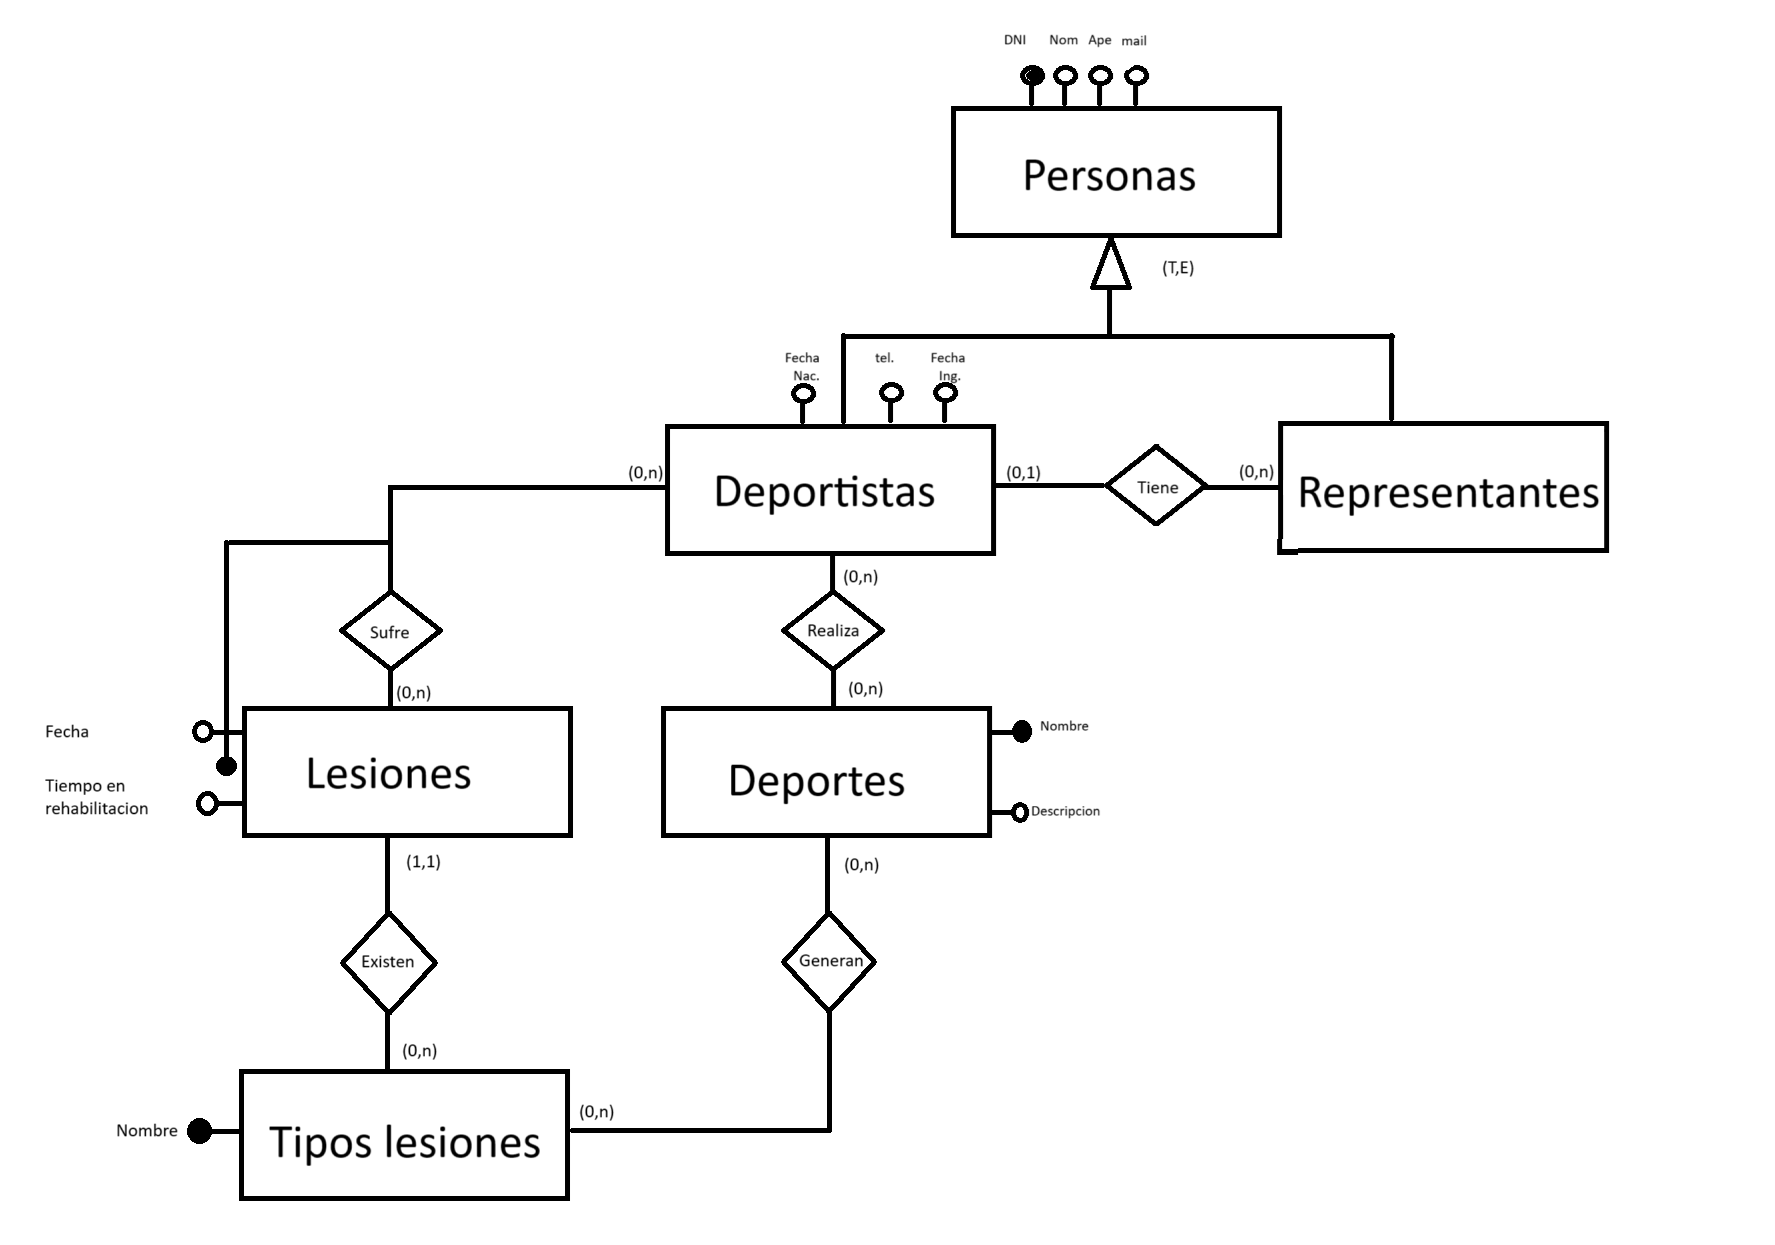 DNI Nom Ape mail
Personas
(T,E)
Fecha
Nac.
tel.
Fecha
Ing.
(0,n)
Deportistas
(0,1)
Tiene
(0,n)
Representantes
(0,n)
Sufre
Realiza
(0,n)
(0,n)
Fecha
Tiempo en
rehabilitacion
Lesiones
Deportes
Nombre
Descripcion
(1,1)
(0,n)
Existen
Generan
(0,n)
(0,n)
Nombre
Tipos lesiones